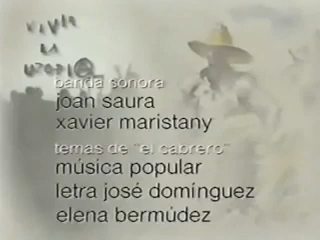 VIVIR
LA
UTOPIA
banda sonora
joan saura
xavier maristany
temas de "el cabrero"
música popular
letra josé domínguez
elena bermúdez